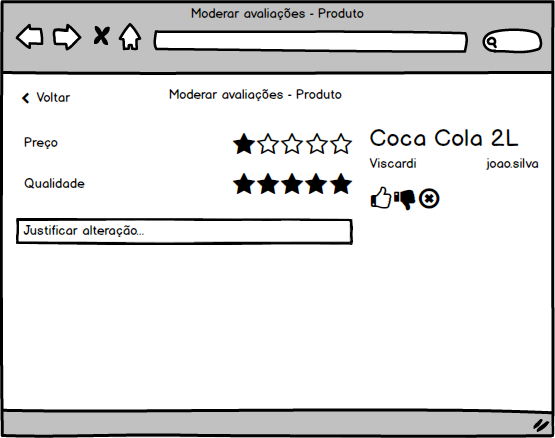 Moderar avaliações - Produto
Voltar
Moderar avaliações - Produto
Preço
Qualidade
Justificar alteração...
Coca Cola 2L
Viscardi joao.silva